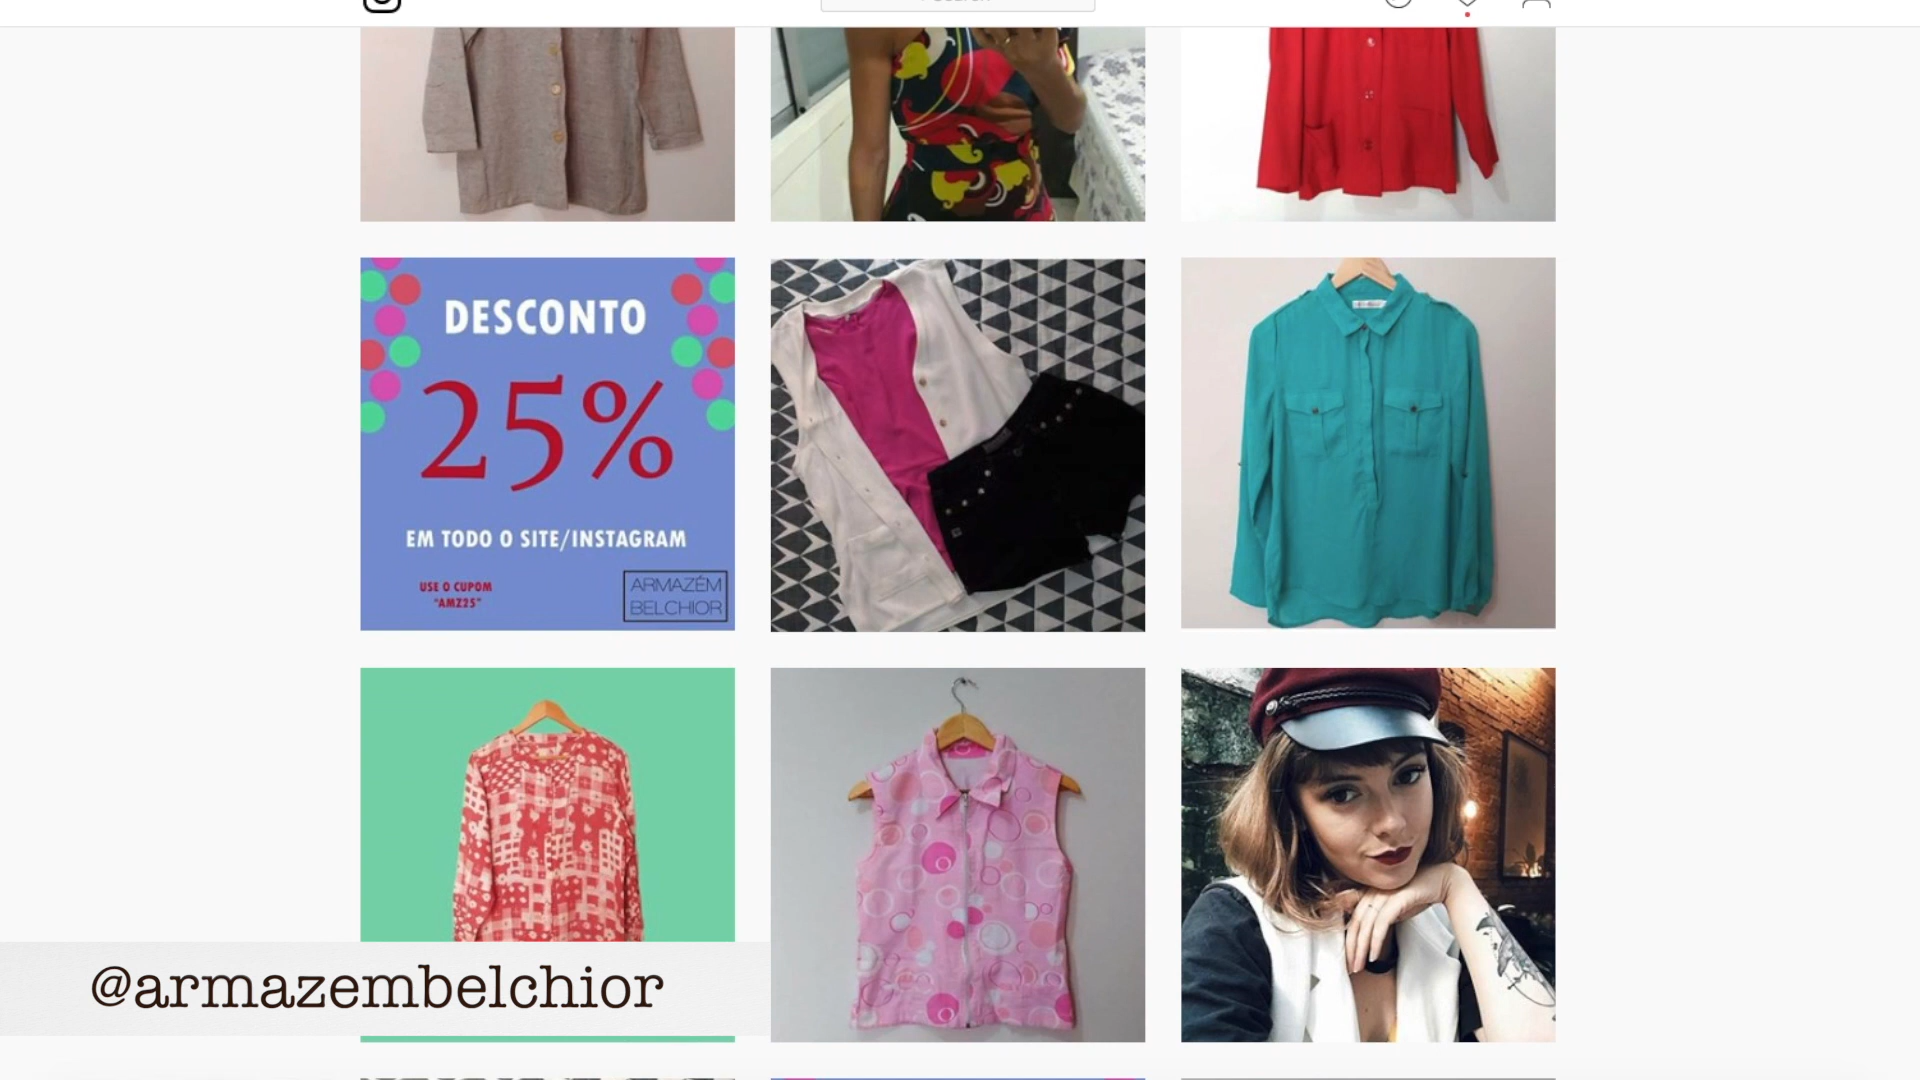 DESCONTO
25%
EM TODO O SITE/INSTAGRAM
USE O CUPOM
"AMZ25"
ARMAZÉM
BELCHIOR
@armazembelchior